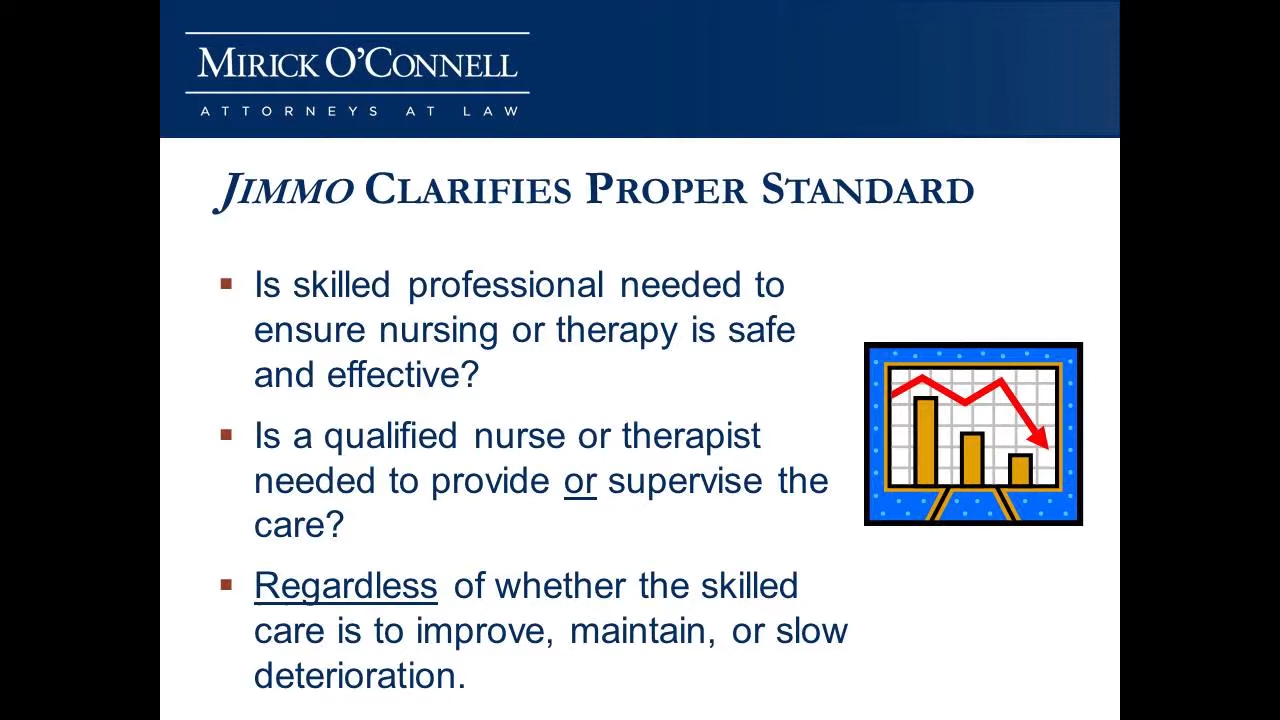 MIRICK O'CONNELL
ATTORNEYS AT LAW
JIMMO CLARIFIES PROPER STANDARD
Is skilled professional needed to
ensure nursing or therapy is safe
and effective?
Is a qualified nurse or therapist
needed to provide or supervise the
care?
Regardless of whether the skilled
care is to improve, maintain, or slow
deterioration.